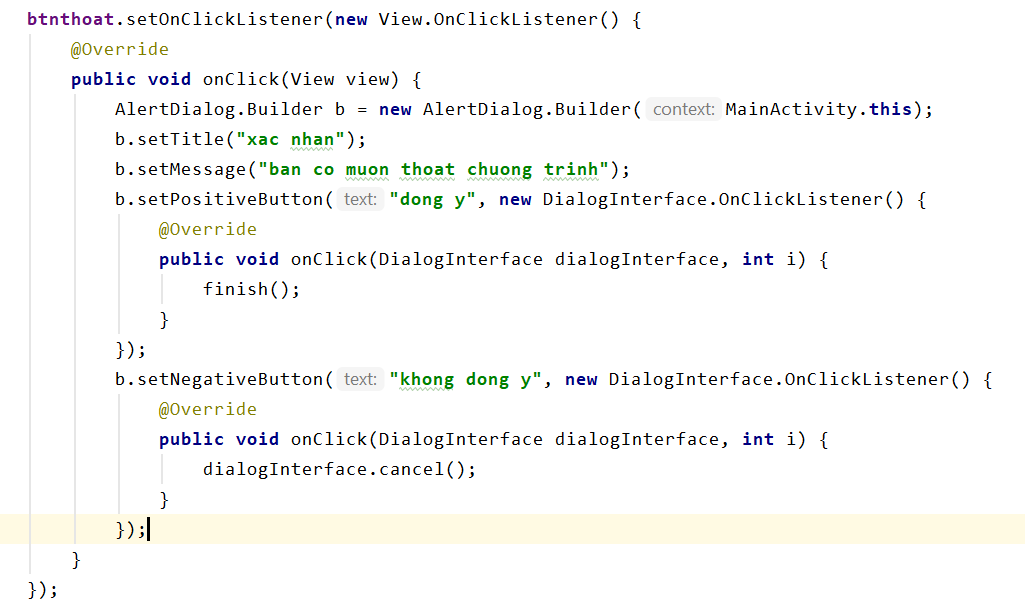 btnthoat.setOnClickListener(new View.OnClickListener() {
@Override
public void onClick(View view) {
AlertDialog.Builder b = new AlertDialog.Builder( context: MainActivity.this);
b.setTitle("xac nhan");
b.setMessage("ban co muon thoat chuong trinh");
b.setPositiveButton( text: "dong y", new DialogInterface.OnClickListener() {
@Override
public void onClick(DialogInterface dialogInterface, int i) {
finish();
}
});
b.setNegativeButton( text: "khong dong y", new DialogInterface.OnClickListener() {
@Override
public void onClick(DialogInterface dialogInterface, int i) {
dialogInterface.cancel();
}
});
}
});